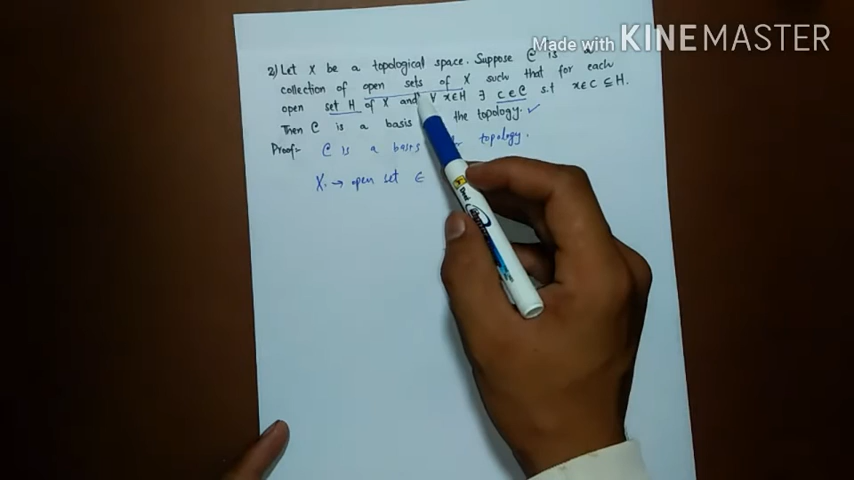 Made with KINEMASTER
2) Let X be a topological space. Suppose C is a
collection of open sets of X such that for each
open set H of X and ∀ x∈H ∃ C∈C s.t x∈C⊆H.
Then C is a basis the topology. ✓
Proof:- C is a basis topology.
X → open set ∈